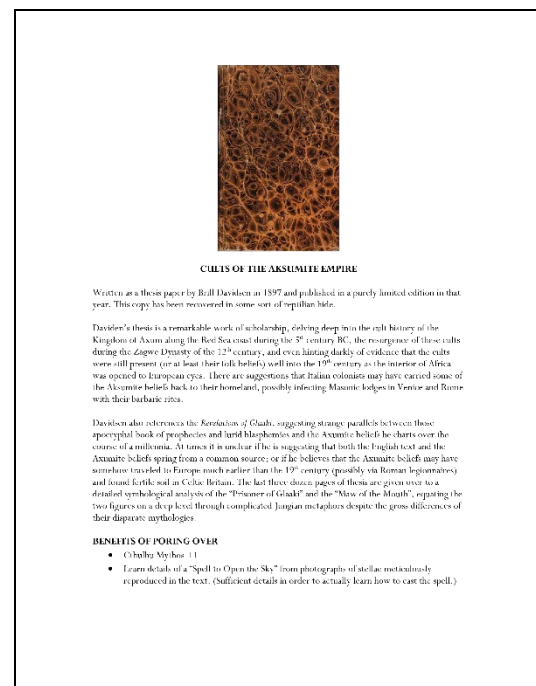 CULTS OF THE AKSUMITE EMPIRE
Written as a thesis paper by Brill Davidsen in 1897 and published in a purely limited edition in that
year. This copy has been recovered in some sort of reptilian hide.
Daviden's thesis is a remarkable work of scholarship, delving deep into the cult history of the
Kingdom of Axum along the Red Sea coast during the 5th century BC, the resurgence of these cults
during the Zagwe Dynasty of the 12th century, and even hinting darkly of evidence that the cults
were still present (or at least their folk beliefs) well into the 19th century as the interior of Africa
was opened to European eyes. There are suggestions that Italian colonists may have carried some of
the Aksumite beliefs back to their homeland, possibly infecting Masonic lodges in Venice and Rome
with their barbaric rites.
Davidsen also references the Revelations of Glaaki, suggesting strange parallels between those
apocryphal book of prophecies and lurid blasphemies and the Axumite beliefs he charts over the
course of a millennia. At times it is unclear if he is suggesting that both the English text and the
Axumite beliefs spring from a common source; or if he believes that the Axumite beliefs may have
somehow traveled to Europe much earlier than the 19th century (possibly via Roman legionnaires)
and found fertile soil in Celtic Britain. The last three dozen pages of thesis are given over to a
detailed symbological analysis of the "Prisoner of Glaaki" and the "Maw of the Mouth", equating the
two figures on a deep level through complicated Jungian metaphors despite the gross differences of
their disparate mythologies.
BENEFITS OF PORING OVER
• Cthulhu Mythos +1
• Learn details of a "Spell to Open the Sky" from photographs of stellae meticulously
reproduced in the text. (Sufficient details in order to actually learn how to cast the spell.)